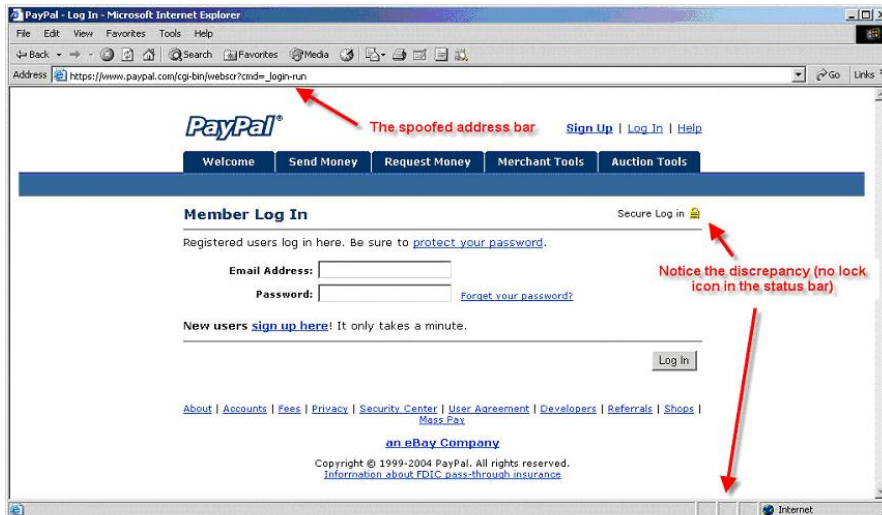 PayPal - Log In - Microsoft Internet Explorer
File Edit View Favorites Tools Help
Back Search Favorites Media
Address https://www.paypal.com/cgi-bin/webscr?cmd=_login-run Go Links
PayPal® The spoofed address bar Sign Up | Log In | Help
Welcome Send Money Request Money Merchant Tools Auction Tools
Member Log In Secure Log in
Registered users log in here. Be sure to protect your password.
Email Address:
Notice the discrepancy (no lock
icon in the status bar)
Password: Forget your password?
New users sign up here! It only takes a minute.
Log In
About | Accounts | Fees | Privacy | Security Center | User Agreement | Developers | Referrals | Shops |
Mass Pay
an eBay Company
Copyright © 1999-2004 PayPal. All rights reserved.
Information about FDIC pass-through insurance
Internet